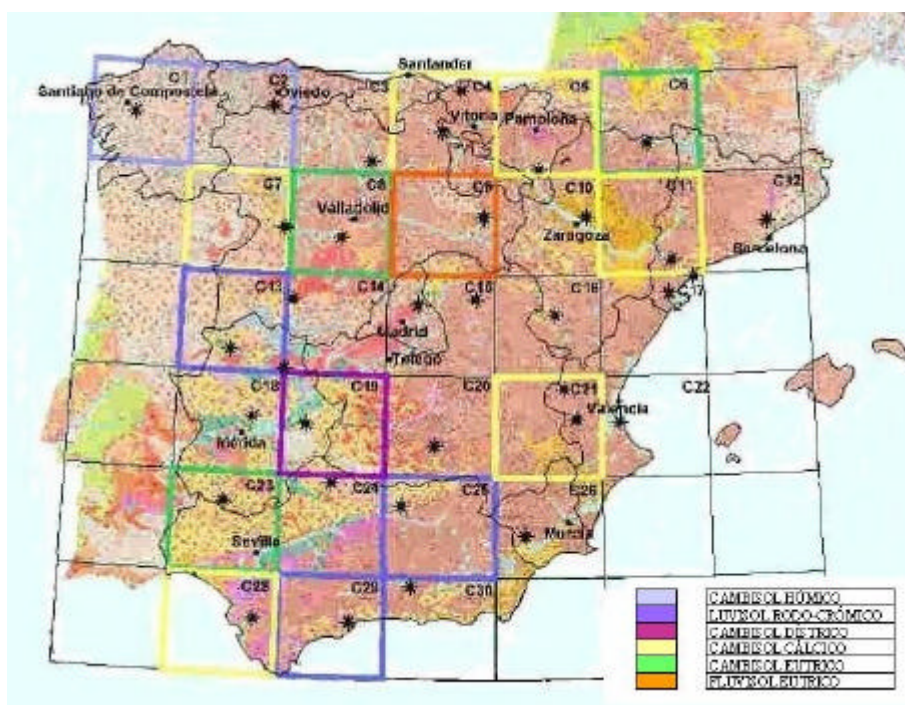 Santander
C1
C2
C3
C4
C5
C6
Santiago de Compostela
Oviedo
Vitoria
Pamplona
C7
C8
C9
C10
C11
C12
Valladolid
Zaragoza
Barcelona
C13
C14
C15
C16
C17
Madrid
Toledo
C18
C19
C20
C21
C22
Valencia
Mérida
C23
C24
C25
C26
Sevilla
Murcia
C28
C29
C30
CAMBISOL HÚMICO
LUVISOL RODO-CRÓMICO
CAMBISOL DÍSTRICO
CAMBISOL CÁLCICO
CAMBISOL EUTRICO
FLUVISOL EUTRICO